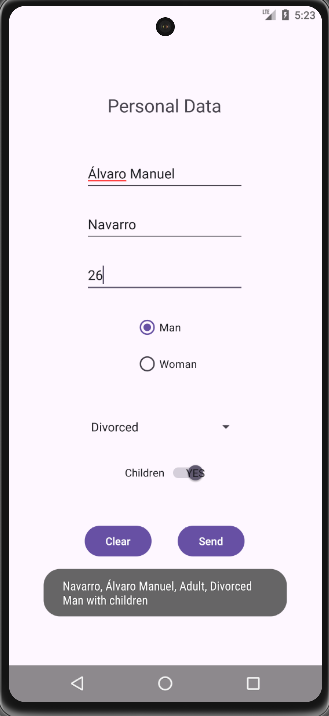 LTE 5:23
Personal Data
Álvaro Manuel
Navarro
26
Man
Woman
Divorced
Children YES
Clear Send
Navarro, Álvaro Manuel, Adult, Divorced
Man with children